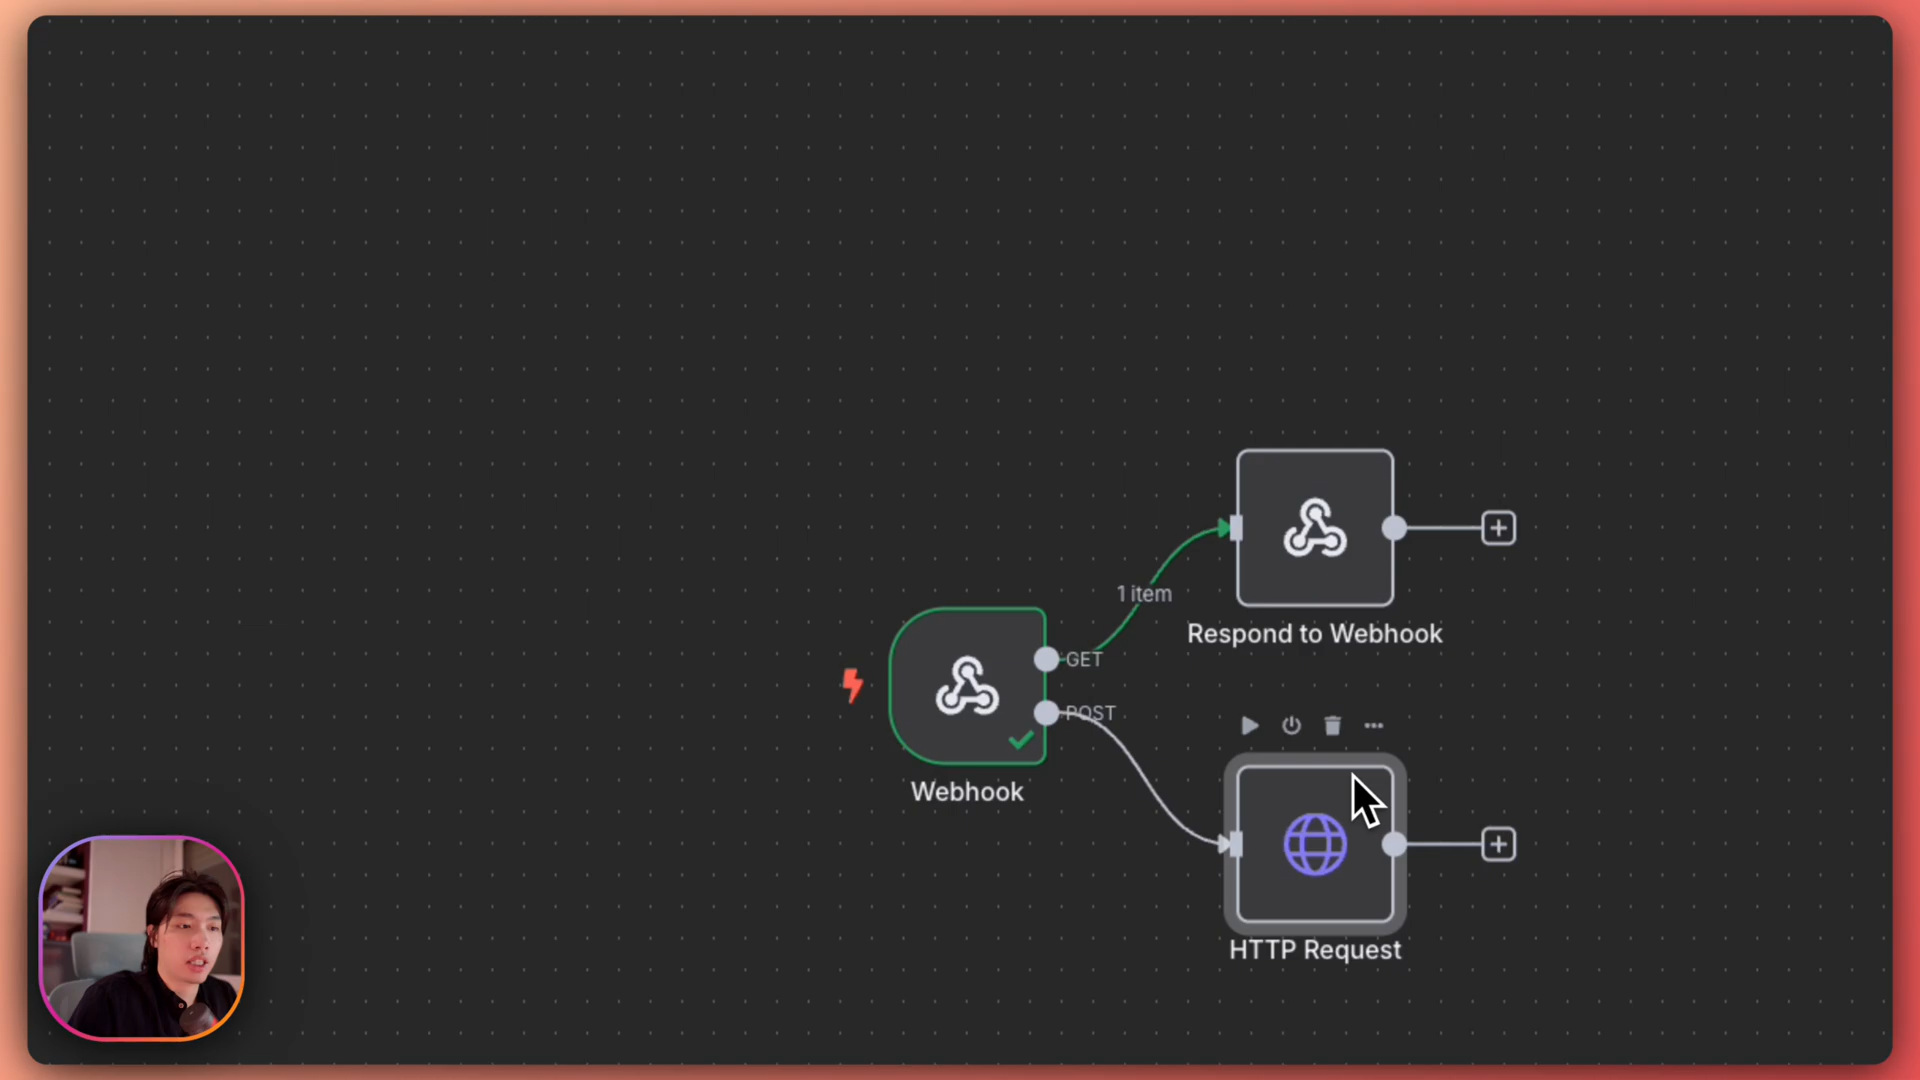 1 item
Respond to Webhook
GET
POST
Webhook
HTTP Request